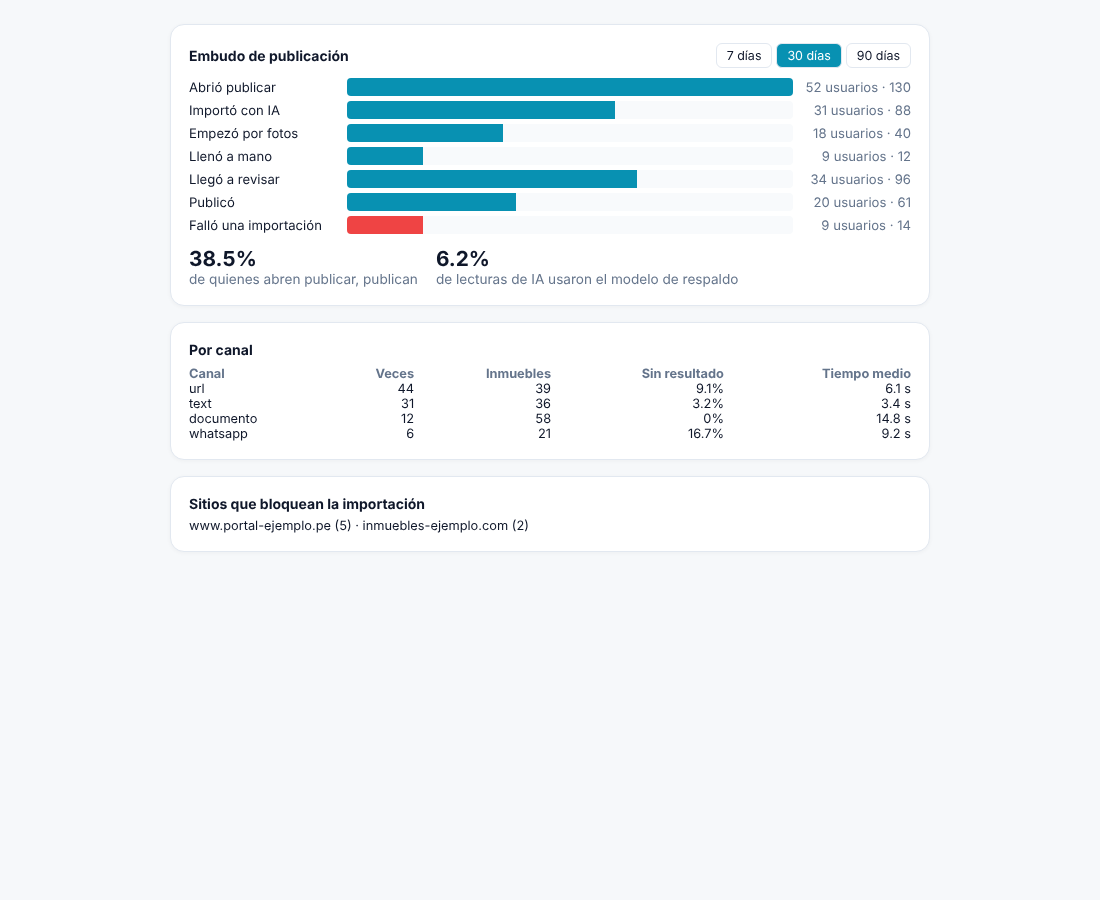 Embudo de publicación
7 días 30 días 90 días
Abrió publicar 52 usuarios · 130
Importó con IA 31 usuarios · 88
Empezó por fotos 18 usuarios · 40
Llenó a mano 9 usuarios · 12
Llegó a revisar 34 usuarios · 96
Publicó 20 usuarios · 61
Falló una importación 9 usuarios · 14
38.5% 6.2%
de quienes abren publicar, publican de lecturas de IA usaron el modelo de respaldo
Por canal
Canal Veces Inmuebles Sin resultado Tiempo medio
url 44 39 9.1% 6.1 s
text 31 36 3.2% 3.4 s
documento 12 58 0% 14.8 s
whatsapp 6 21 16.7% 9.2 s
Sitios que bloquean la importación
www.portal-ejemplo.pe (5) · inmuebles-ejemplo.com (2)